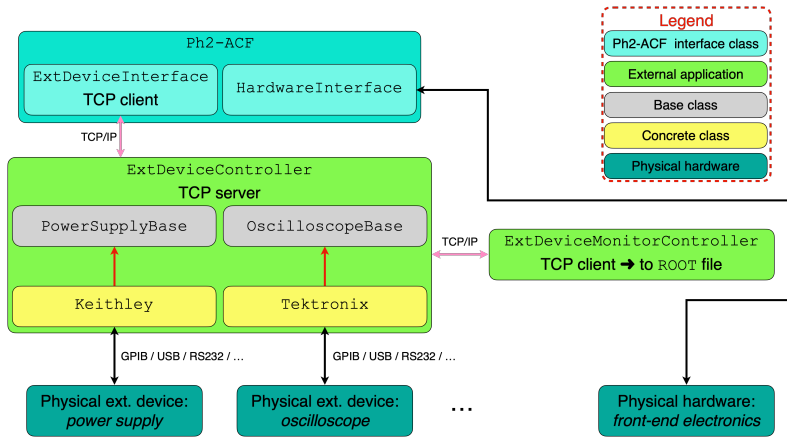 Ph2-ACF
ExtDeviceInterface
TCP client
HardwareInterface
TCP/IP
ExtDeviceController
TCP server
PowerSupplyBase
OscilloscopeBase
Keithley
Tektronix
TCP/IP
ExtDeviceMonitorController
TCP client ➜ to ROOT file
GPIB / USB / RS232 / …
GPIB / USB / RS232 / …
Physical ext. device:
power supply
Physical ext. device:
oscilloscope
…
Physical hardware:
front-end electronics
Legend
Ph2-ACF interface class
External application
Base class
Concrete class
Physical hardware